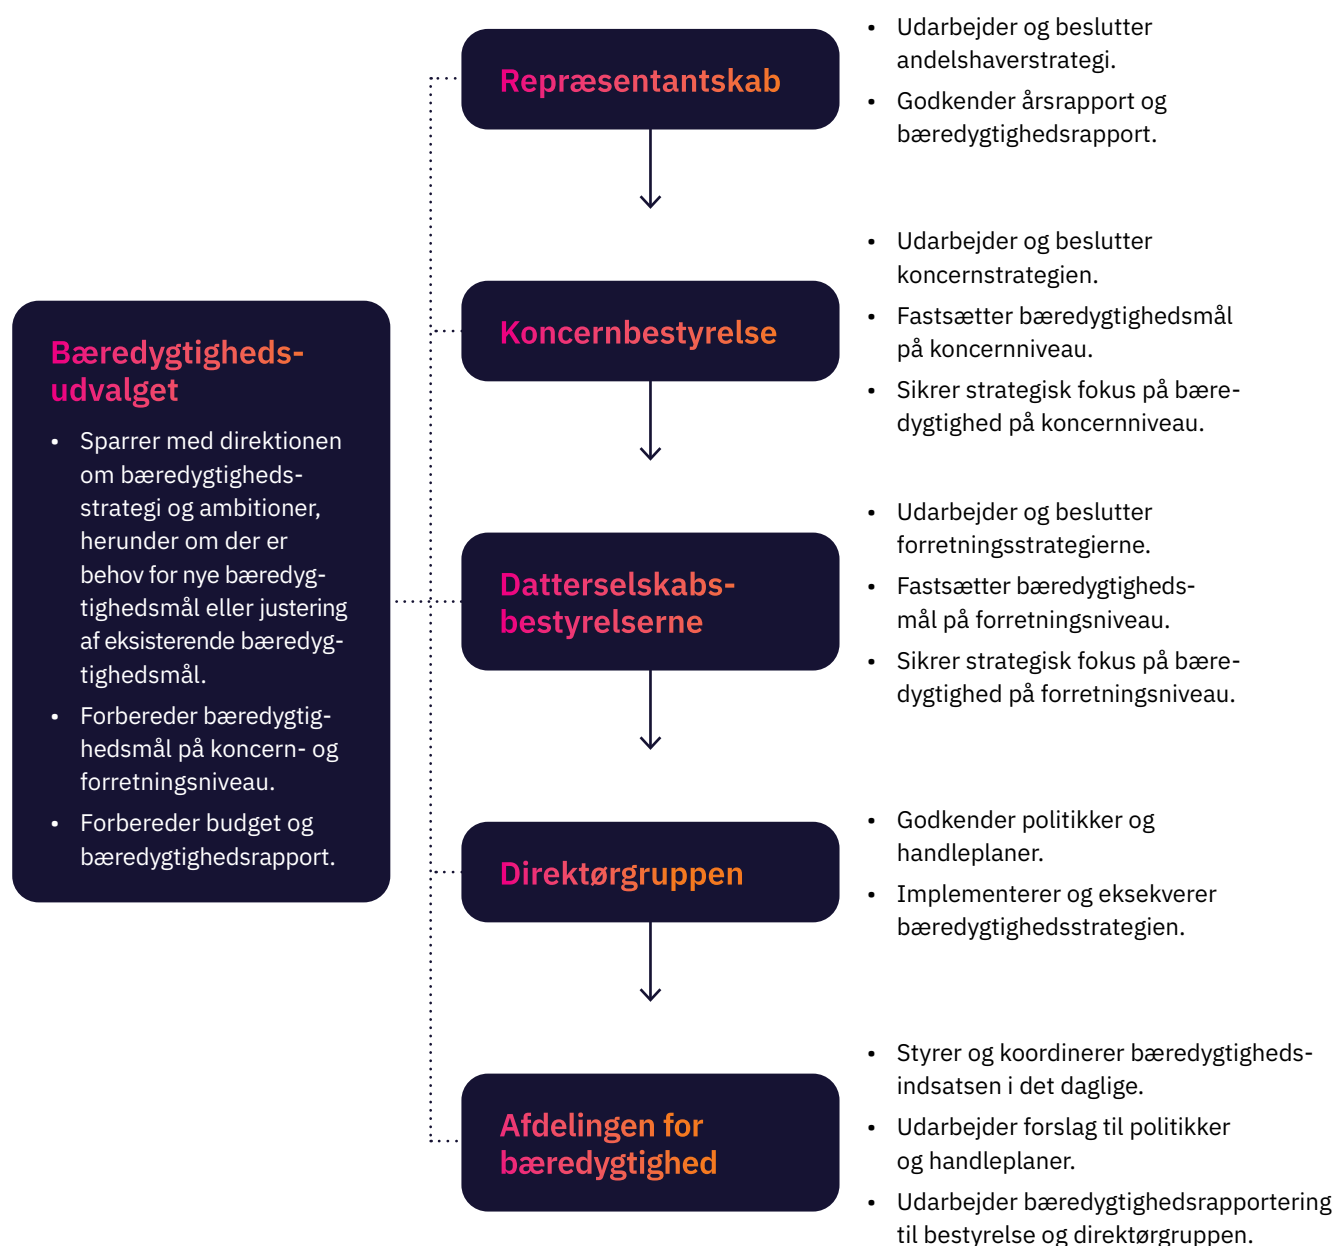 Repræsentantskab
• Udarbejder og beslutter
andelshaverstrategi.
• Godkender årsrapport og
bæredygtighedsrapport.
Koncernbestyrelse
• Udarbejder og beslutter
koncernstrategien.
• Fastsætter bæredygtighedsmål
på koncernniveau.
• Sikrer strategisk fokus på bære-
dygtighed på koncernniveau.
Bæredygtigheds-
udvalget
• Sparrer med direktionen
om bæredygtigheds-
strategi og ambitioner,
herunder om der er
behov for nye bæredyg-
tighedsmål eller justering
af eksisterende bæredyg-
tighedsmål.
• Forbereder bæredygtig-
hedsmål på koncern- og
forretningsniveau.
• Forbereder budget og
bæredygtighedsrapport.
Datterselskabs-
bestyrelserne
• Udarbejder og beslutter
forretningsstrategierne.
• Fastsætter bæredygtigheds-
mål på forretningsniveau.
• Sikrer strategisk fokus på bære-
dygtighed på forretningsniveau.
Direktørgruppen
• Godkender politikker og
handleplaner.
• Implementerer og eksekverer
bæredygtighedsstrategien.
Afdelingen for
bæredygtighed
• Styrer og koordinerer bæredygtigheds-
indsatsen i det daglige.
• Udarbejder forslag til politikker
og handleplaner.
• Udarbejder bæredygtighedsrapportering
til bestyrelse og direktørgruppen.